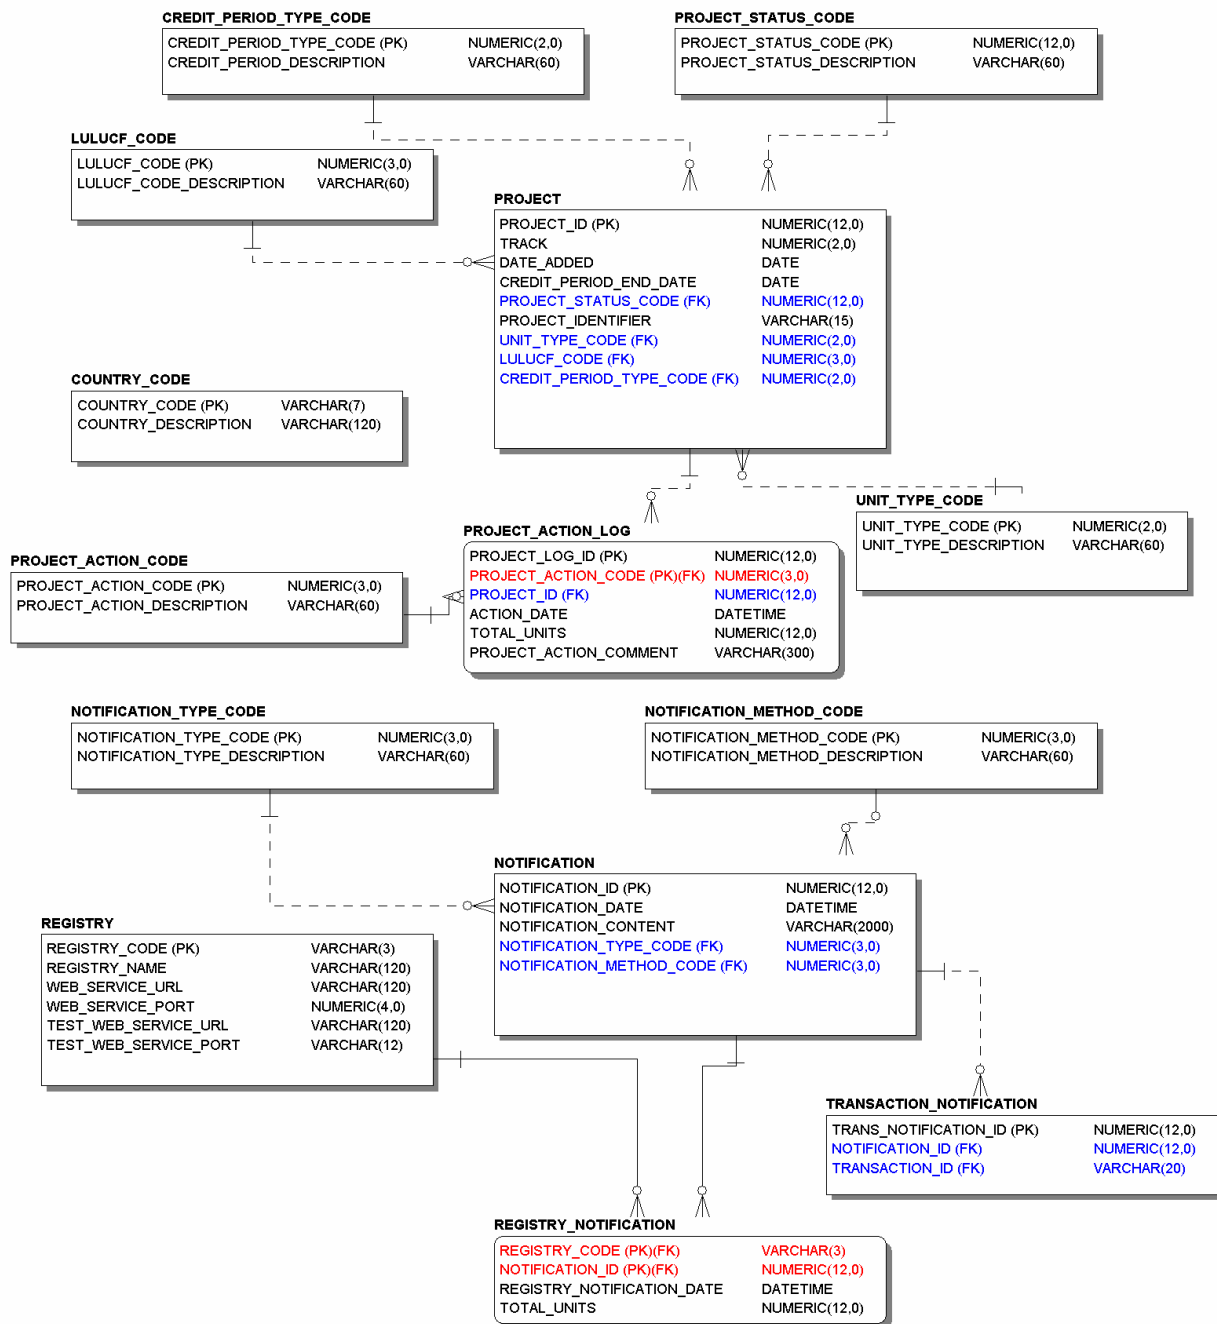 CREDIT_PERIOD_TYPE_CODE
CREDIT_PERIOD_TYPE_CODE (PK) NUMERIC(2,0)
CREDIT_PERIOD_DESCRIPTION VARCHAR(60)
PROJECT_STATUS_CODE
PROJECT_STATUS_CODE (PK) NUMERIC(12,0)
PROJECT_STATUS_DESCRIPTION VARCHAR(60)
LULUCF_CODE
LULUCF_CODE (PK) NUMERIC(3,0)
LULUCF_CODE_DESCRIPTION VARCHAR(60)
PROJECT
PROJECT_ID (PK) NUMERIC(12,0)
TRACK NUMERIC(2,0)
DATE_ADDED DATE
CREDIT_PERIOD_END_DATE DATE
PROJECT_STATUS_CODE (FK) NUMERIC(12,0)
PROJECT_IDENTIFIER VARCHAR(15)
UNIT_TYPE_CODE (FK) NUMERIC(2,0)
LULUCF_CODE (FK) NUMERIC(3,0)
CREDIT_PERIOD_TYPE_CODE (FK) NUMERIC(2,0)
COUNTRY_CODE
COUNTRY_CODE (PK) VARCHAR(7)
COUNTRY_DESCRIPTION VARCHAR(120)
UNIT_TYPE_CODE
UNIT_TYPE_CODE (PK) NUMERIC(2,0)
UNIT_TYPE_DESCRIPTION VARCHAR(60)
PROJECT_ACTION_LOG
PROJECT_LOG_ID (PK) NUMERIC(12,0)
PROJECT_ACTION_CODE (PK)(FK) NUMERIC(3,0)
PROJECT_ID (FK) NUMERIC(12,0)
ACTION_DATE DATETIME
TOTAL_UNITS NUMERIC(12,0)
PROJECT_ACTION_COMMENT VARCHAR(300)
PROJECT_ACTION_CODE
PROJECT_ACTION_CODE (PK) NUMERIC(3,0)
PROJECT_ACTION_DESCRIPTION VARCHAR(60)
NOTIFICATION_TYPE_CODE
NOTIFICATION_TYPE_CODE (PK) NUMERIC(3,0)
NOTIFICATION_TYPE_DESCRIPTION VARCHAR(60)
NOTIFICATION_METHOD_CODE
NOTIFICATION_METHOD_CODE (PK) NUMERIC(3,0)
NOTIFICATION_METHOD_DESCRIPTION VARCHAR(60)
NOTIFICATION
NOTIFICATION_ID (PK) NUMERIC(12,0)
NOTIFICATION_DATE DATETIME
NOTIFICATION_CONTENT VARCHAR(2000)
NOTIFICATION_TYPE_CODE (FK) NUMERIC(3,0)
NOTIFICATION_METHOD_CODE (FK) NUMERIC(3,0)
REGISTRY
REGISTRY_CODE (PK) VARCHAR(3)
REGISTRY_NAME VARCHAR(120)
WEB_SERVICE_URL VARCHAR(120)
WEB_SERVICE_PORT NUMERIC(4,0)
TEST_WEB_SERVICE_URL VARCHAR(120)
TEST_WEB_SERVICE_PORT VARCHAR(12)
TRANSACTION_NOTIFICATION
TRANS_NOTIFICATION_ID (PK) NUMERIC(12,0)
NOTIFICATION_ID (FK) NUMERIC(12,0)
TRANSACTION_ID (FK) VARCHAR(20)
REGISTRY_NOTIFICATION
REGISTRY_CODE (PK)(FK) VARCHAR(3)
NOTIFICATION_ID (PK)(FK) NUMERIC(12,0)
REGISTRY_NOTIFICATION_DATE DATETIME
TOTAL_UNITS NUMERIC(12,0)